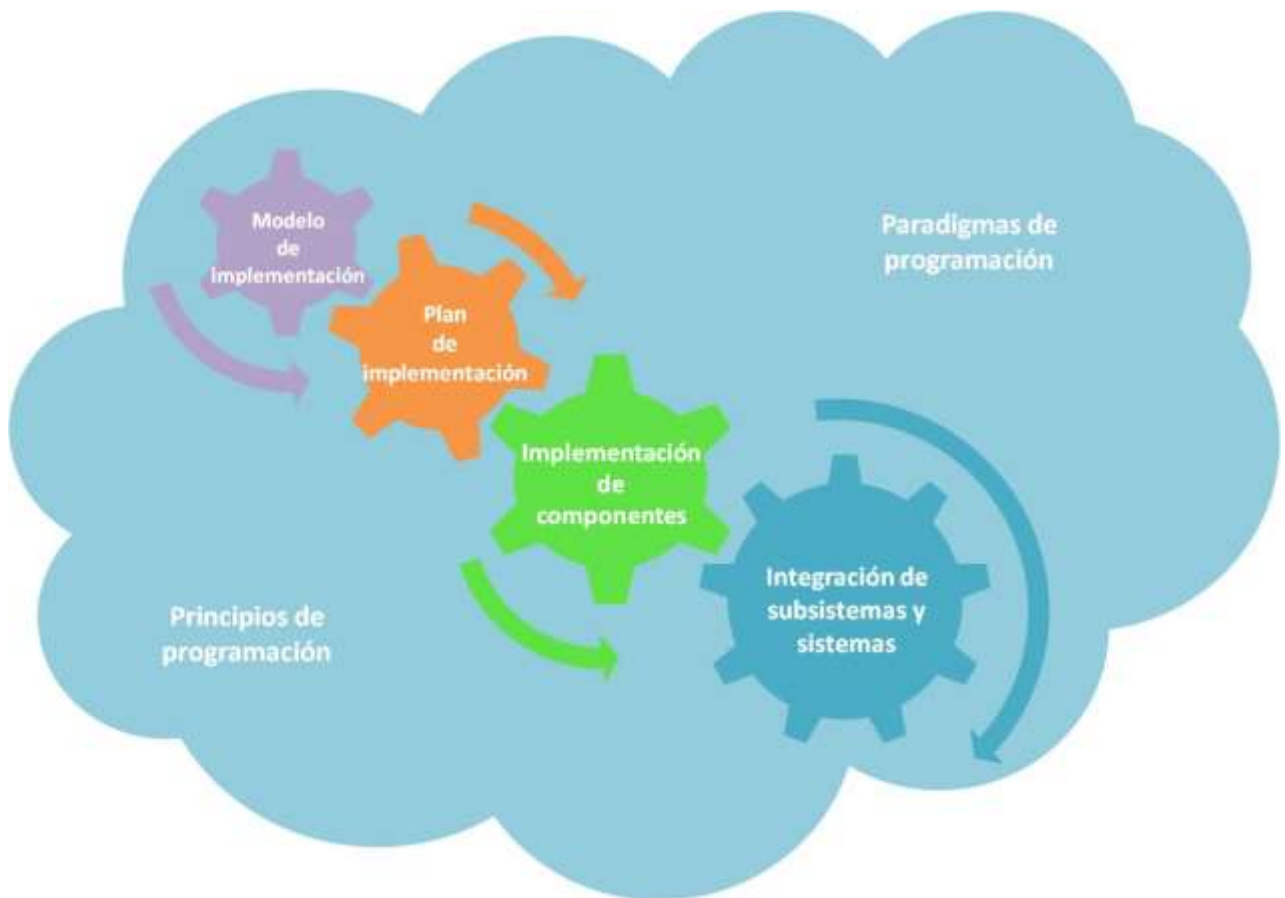 Modelo
de
implementación
Plan
de
implementación
Paradigmas de
programación
Implementación
de
componentes
Integración de
subsistemas y
sistemas
Principios de
programación